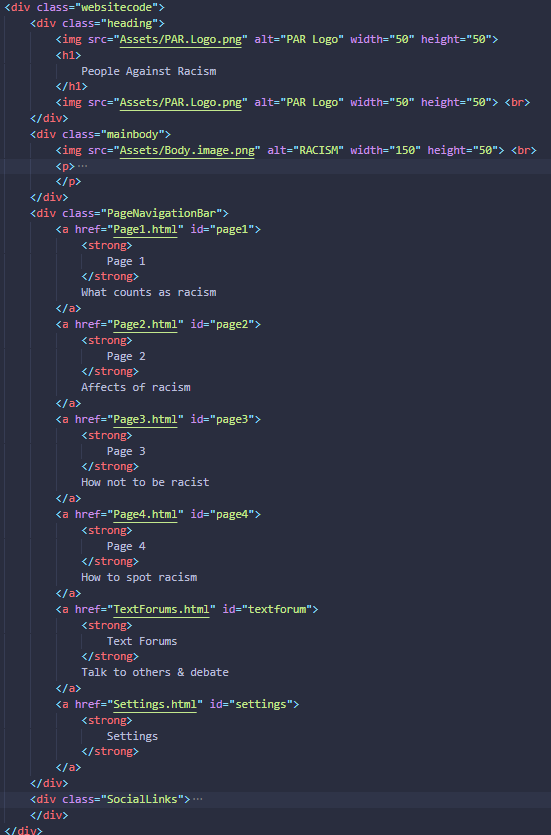 <div class="websitecode">
<div class="heading">
<img src="Assets/PAR.Logo.png" alt="PAR Logo" width="50" height="50">
<h1>
People Against Racism
</h1>
<img src="Assets/PAR.Logo.png" alt="PAR Logo" width="50" height="50"> <br>
</div>
<div class="mainbody">
<img src="Assets/Body.image.png" alt="RACISM" width="150" height="50"> <br>
<p>···
</p>
</div>
<div class="PageNavigationBar">
<a href="Page1.html" id="page1">
<strong>
Page 1
</strong>
What counts as racism
</a>
<a href="Page2.html" id="page2">
<strong>
Page 2
</strong>
Affects of racism
</a>
<a href="Page3.html" id="page3">
<strong>
Page 3
</strong>
How not to be racist
</a>
<a href="Page4.html" id="page4">
<strong>
Page 4
</strong>
How to spot racism
</a>
<a href="TextForums.html" id="textforum">
<strong>
Text Forums
</strong>
Talk to others & debate
</a>
<a href="Settings.html" id="settings">
<strong>
Settings
</strong>
</a>
</div>
<div class="SocialLinks">···
</div>
</div>